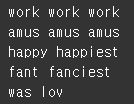 work work work
amus amus amus
happy happiest
fant fanciest
was lov